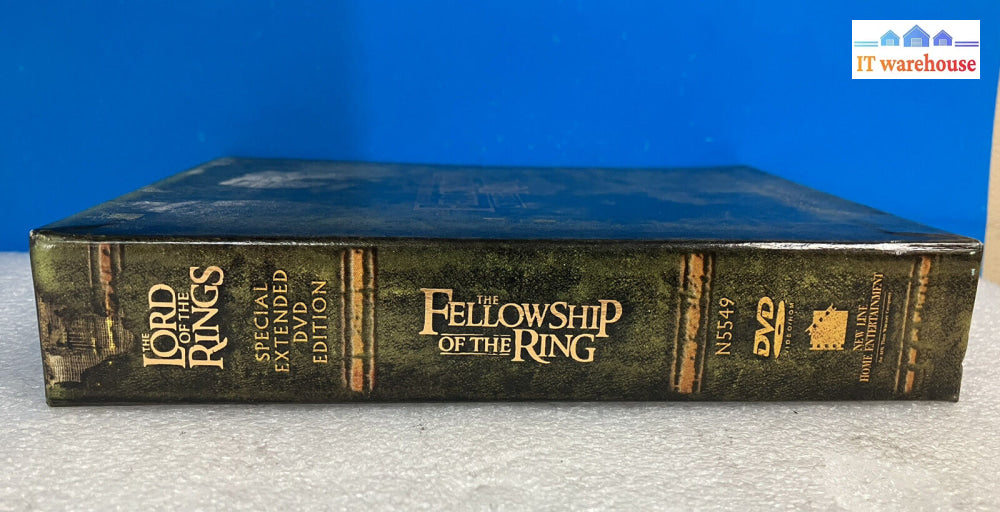 IT warehouse
THE
LORD
OF THE
RINGS
SPECIAL
EXTENDED
DVD
EDITION
THE
FELLOWSHIP
OF THE RING
N5549
DVD
VIDEO/ROM
NEW LINE
HOME ENTERTAINMENT